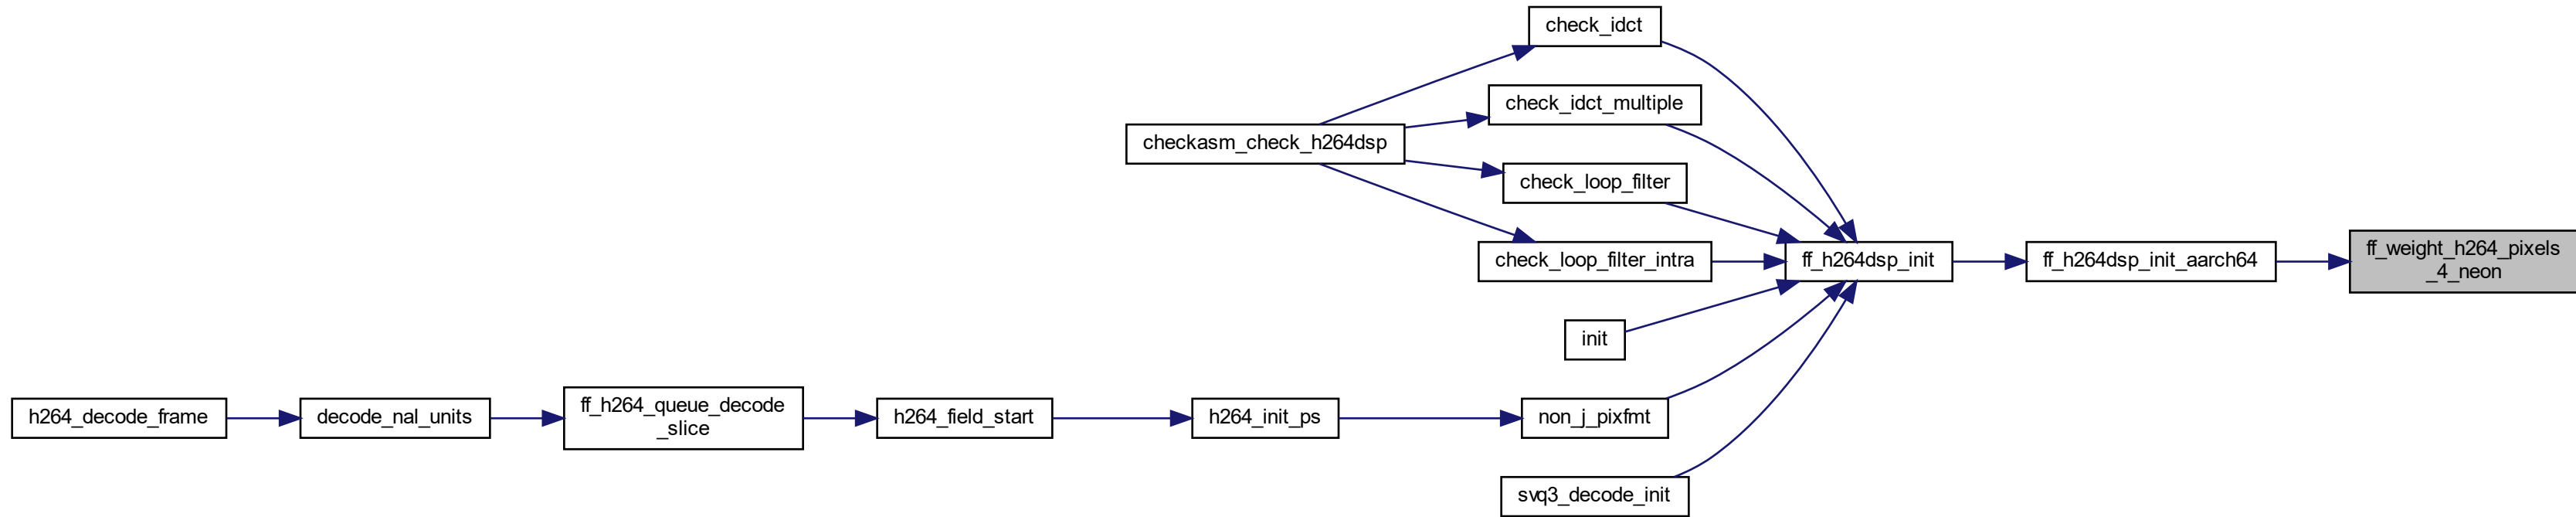 check_idct
check_idct_multiple
checkasm_check_h264dsp
check_loop_filter
check_loop_filter_intra
ff_h264dsp_init
ff_h264dsp_init_aarch64
ff_weight_h264_pixels
_4_neon
init
h264_decode_frame
decode_nal_units
ff_h264_queue_decode
_slice
h264_field_start
h264_init_ps
non_j_pixfmt
svq3_decode_init